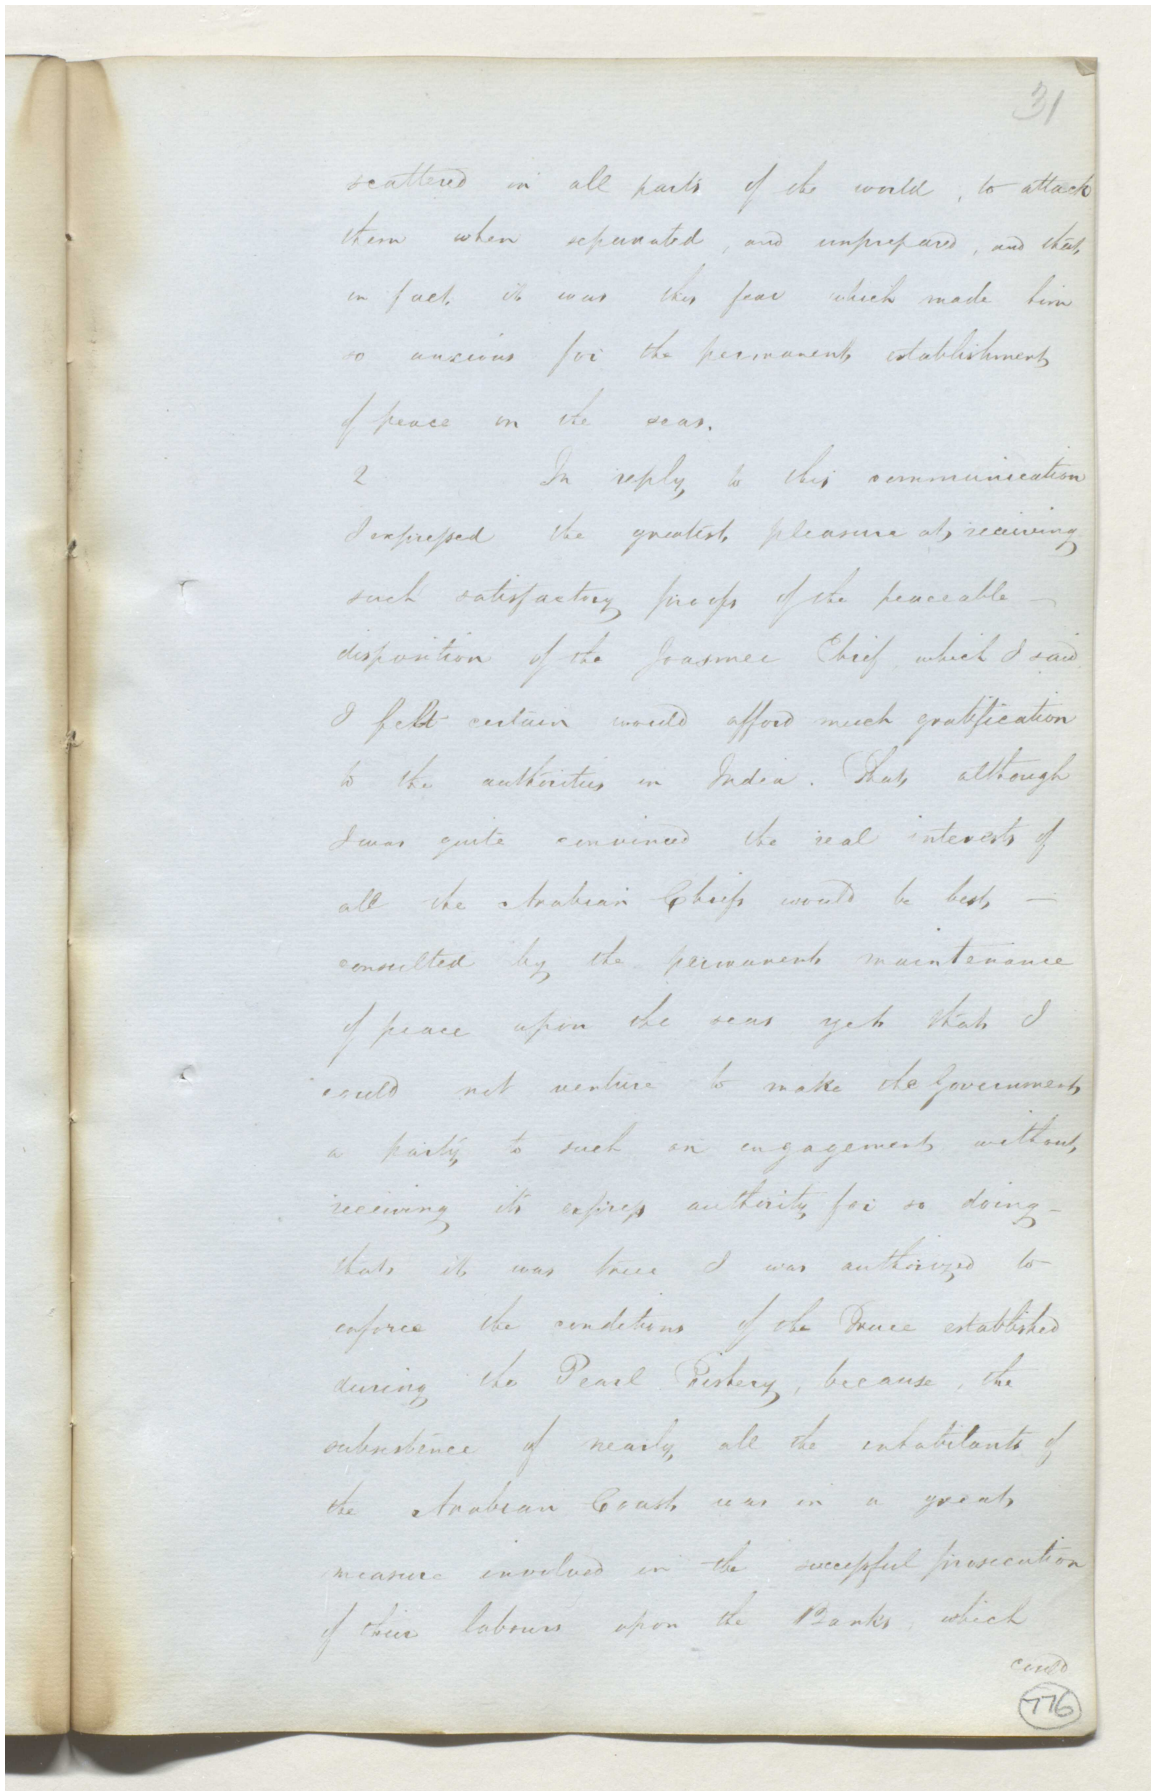 31
scattered in all parts of the world, to attack
them when separated, and unprepared, and that
in fact it was this fear which made him
so anxious for the permanent establishment
of peace on the seas.
2 In reply to this communication
I expressed the greatest pleasure at receiving
such satisfactory proofs of the peaceable
disposition of the Joasmee Chief which I said
I felt certain would afford much gratification
to the authorities in India. That although
I was quite convinced the real interests of
all the Arabian Chiefs would be best —
consulted by the permanent maintenance
of peace upon the seas yet that I
could not venture to make the Government
a party to such an engagement without
receiving its express authority for so doing –
that it was true I was authorized to
enforce the conditions of the Truce established
during the Pearl Fishery, because, the
subsistence of nearly all the inhabitants of
the Arabian Coast was in a great
measure involved in the successful prosecution
of their labours upon the Banks which
could
776